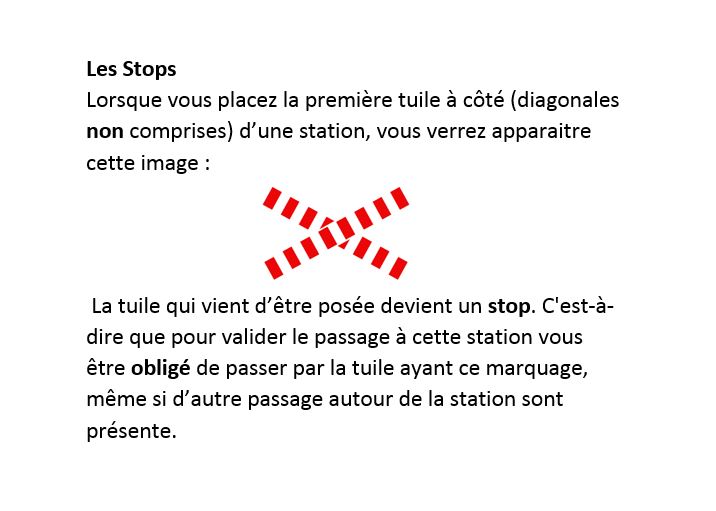 Les Stops
Lorsque vous placez la première tuile à côté (diagonales
non comprises) d’une station, vous verrez apparaitre
cette image :
La tuile qui vient d’être posée devient un stop. C'est-à-
dire que pour valider le passage à cette station vous
être obligé de passer par la tuile ayant ce marquage,
même si d’autre passage autour de la station sont
présente.